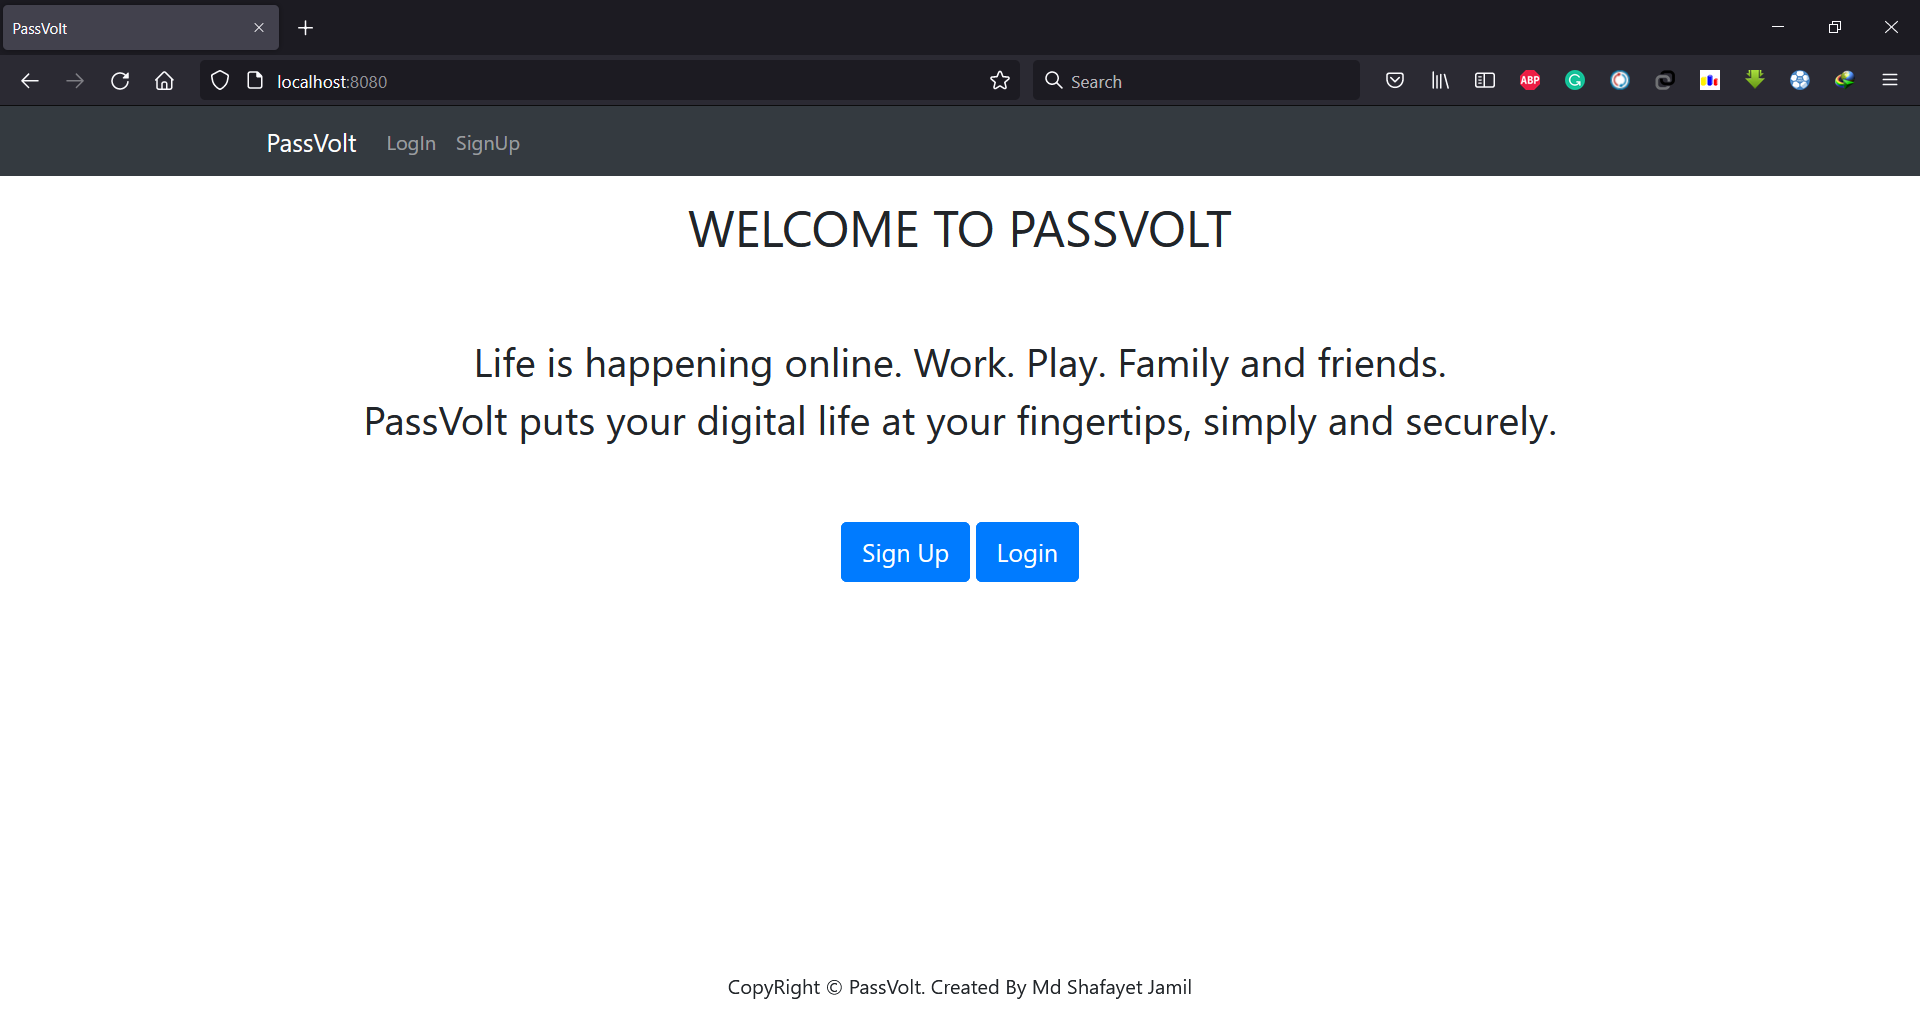 PassVolt
localhost:8080
Search
ABP
PassVolt LogIn SignUp
WELCOME TO PASSVOLT
Life is happening online. Work. Play. Family and friends.
PassVolt puts your digital life at your fingertips, simply and securely.
Sign Up Login
CopyRight © PassVolt. Created By Md Shafayet Jamil